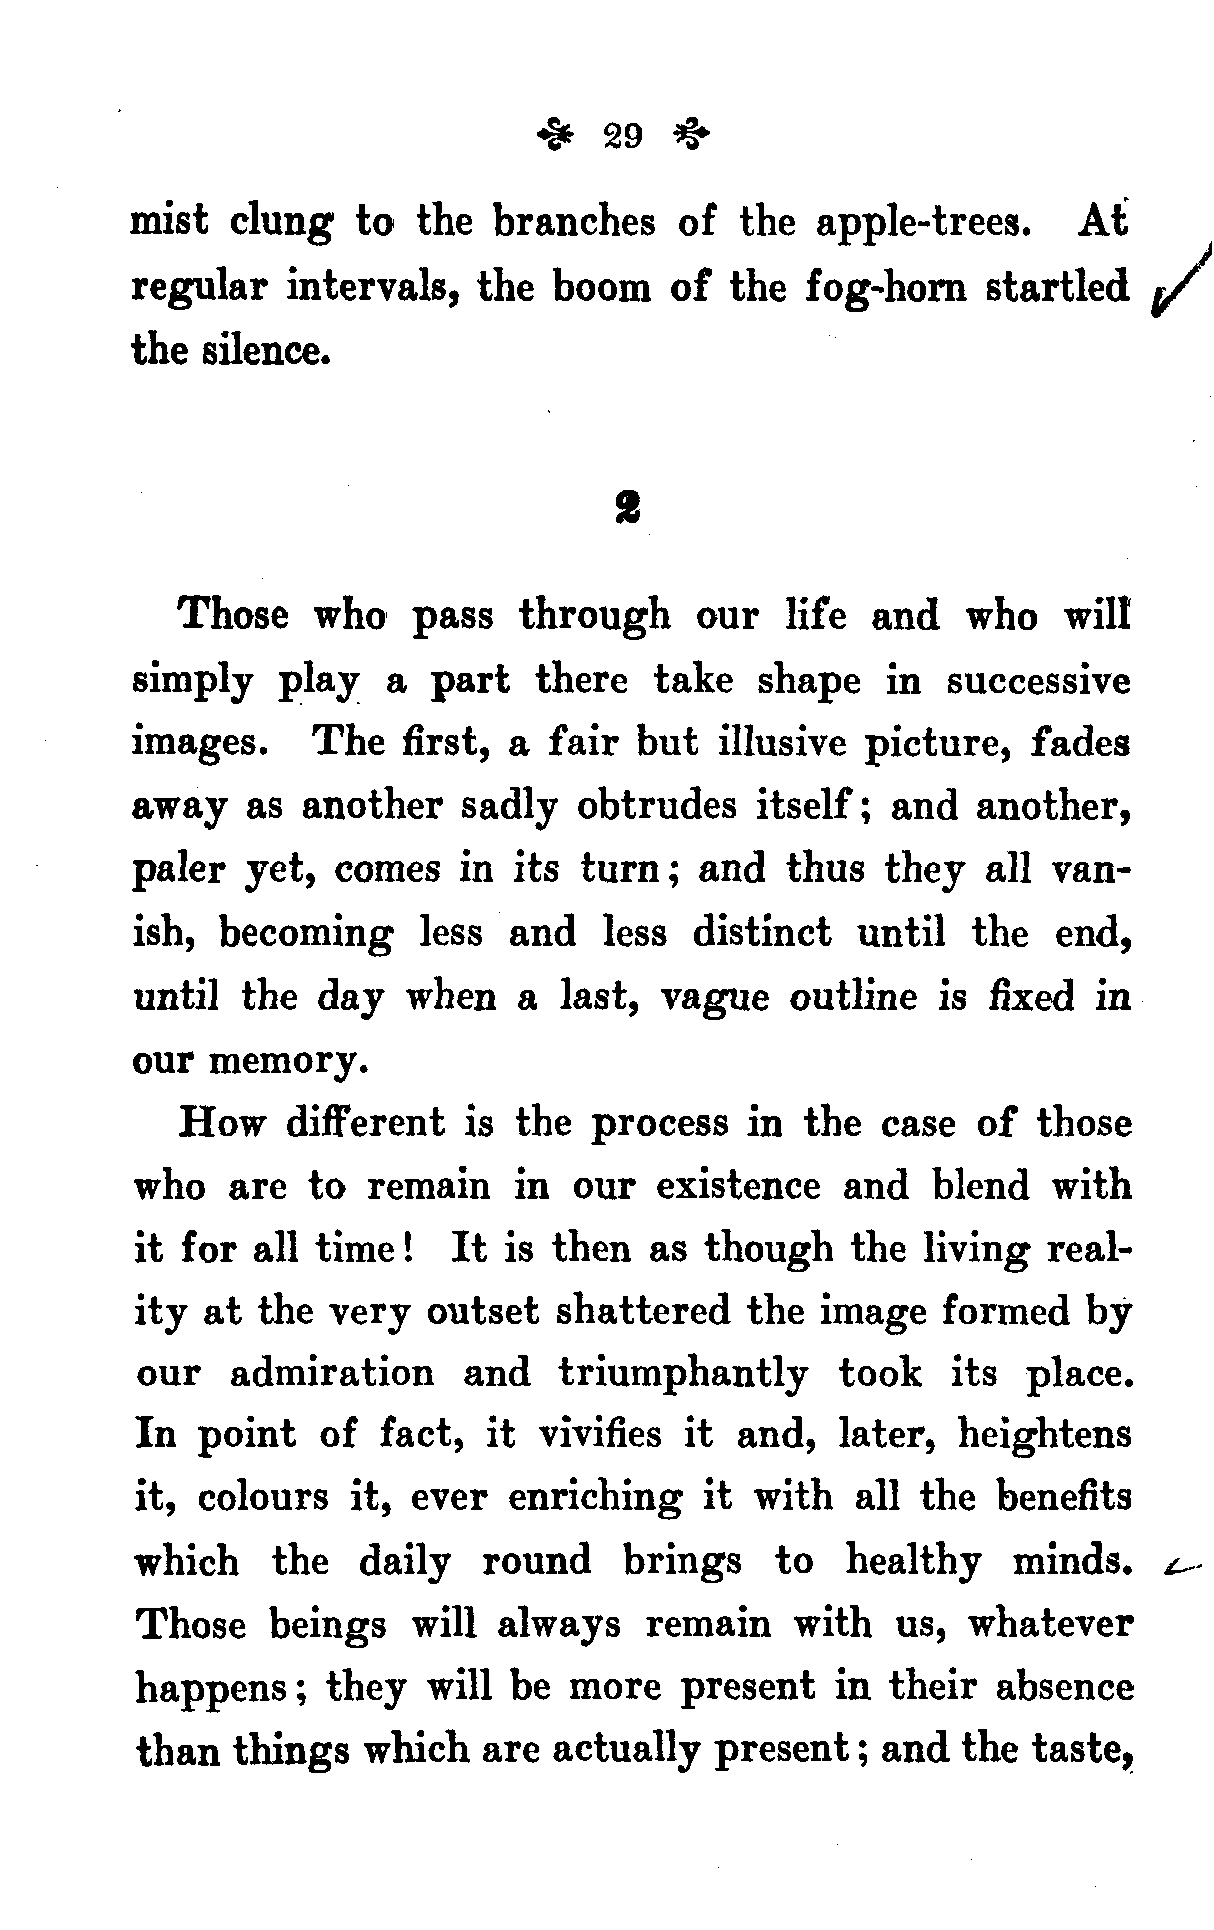 29
mist clung to the branches of the apple-trees. At
regular intervals, the boom of the fog-horn startled
the silence.
2
Those who pass through our life and who will
simply play a part there take shape in successive
images. The first, a fair but illusive picture, fades
away as another sadly obtrudes itself; and another,
paler yet, comes in its turn; and thus they all van-
ish, becoming less and less distinct until the end,
until the day when a last, vague outline is fixed in
our memory.
How different is the process in the case of those
who are to remain in our existence and blend with
it for all time! It is then as though the living real-
ity at the very outset shattered the image formed by
our admiration and triumphantly took its place.
In point of fact, it vivifies it and, later, heightens
it, colours it, ever enriching it with all the benefits
which the daily round brings to healthy minds.
Those beings will always remain with us, whatever
happens; they will be more present in their absence
than things which are actually present; and the taste,